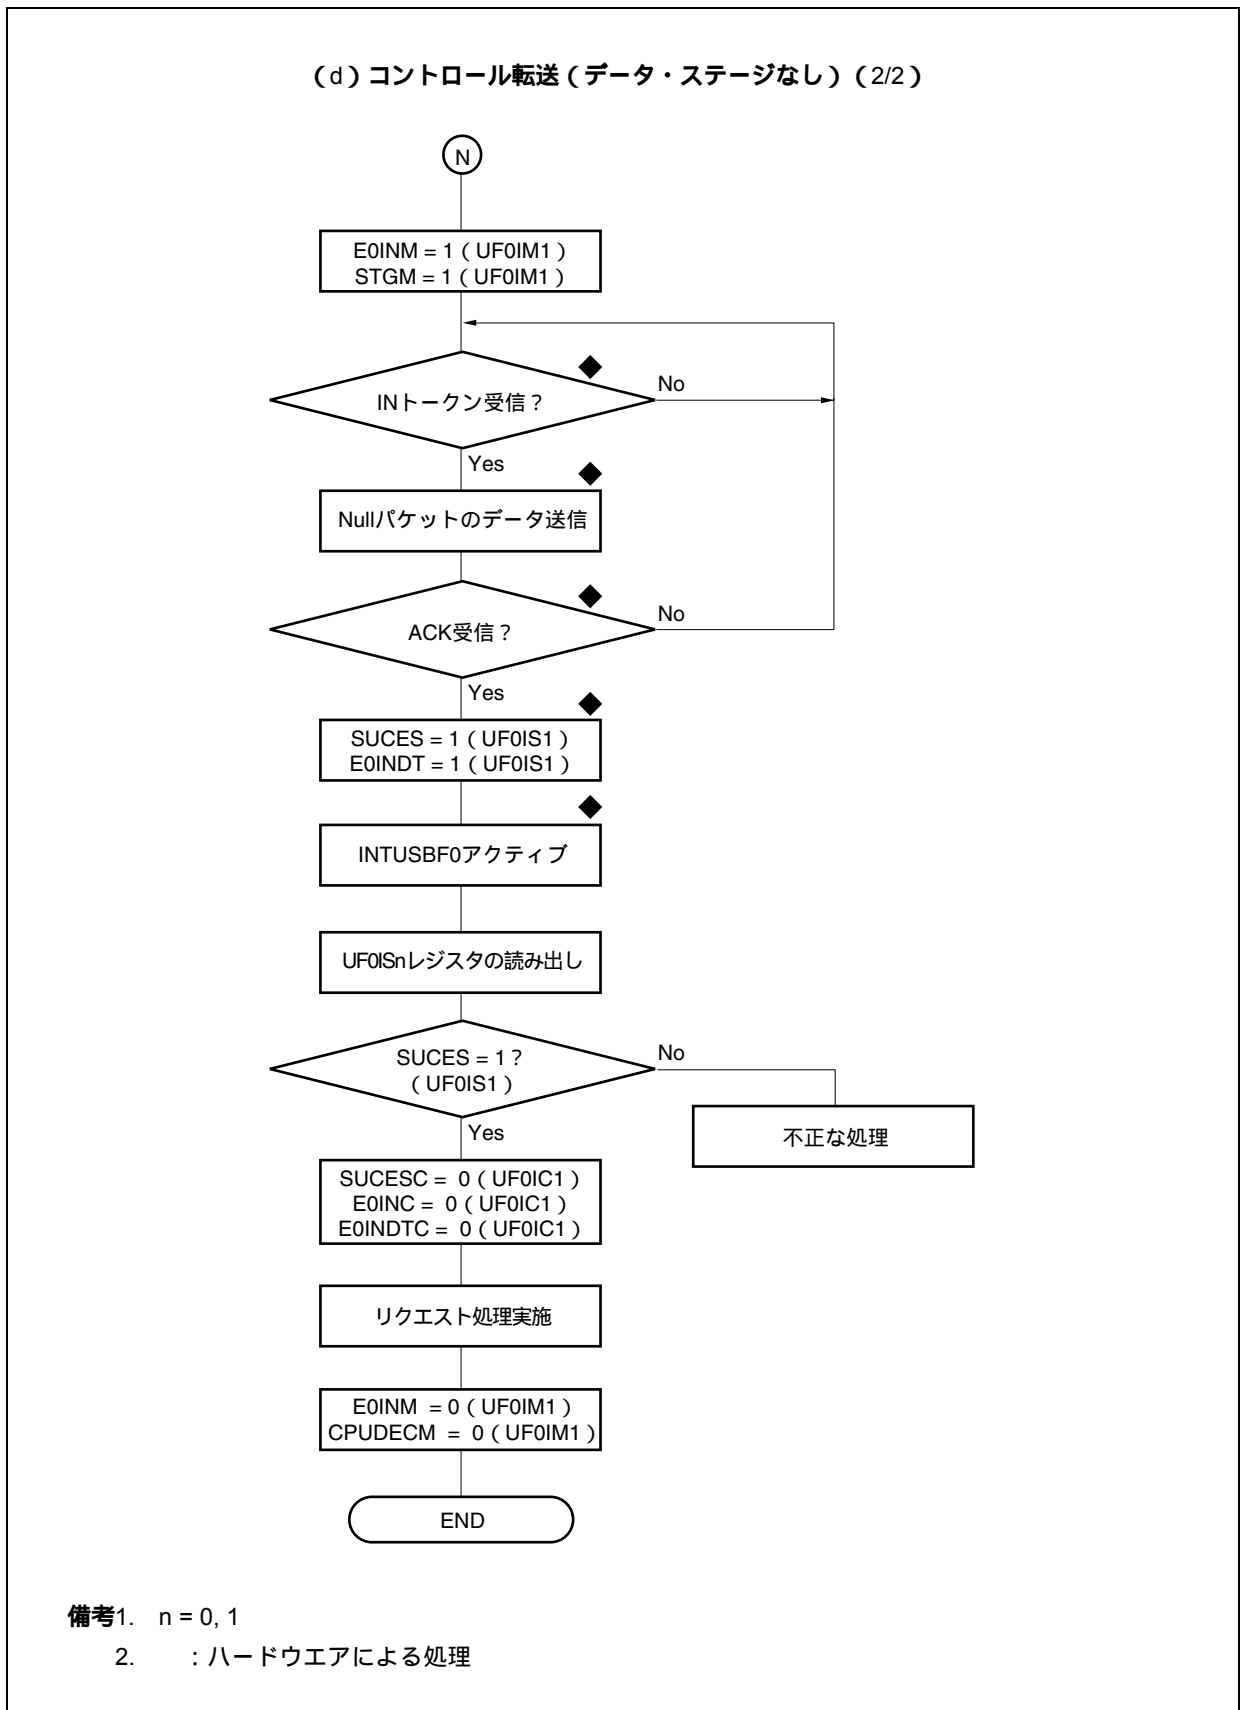 （d）コントロール転送（データ・ステージなし）（2/2）
N
E0INM = 1（UF0IM1）
STGM = 1（UF0IM1）
INトークン受信？
No
Yes
Nullパケットのデータ送信
ACK受信？
No
Yes
SUCES = 1（UF0IS1）
E0INDT = 1（UF0IS1）
INTUSBF0アクティブ
UF0ISnレジスタの読み出し
SUCES = 1？
（UF0IS1）
No
不正な処理
Yes
SUCESC = 0（UF0IC1）
E0INC = 0（UF0IC1）
E0INDTC = 0（UF0IC1）
リクエスト処理実施
E0INM = 0（UF0IM1）
CPUDECM = 0（UF0IM1）
END
備考1. n = 0, 1
2. ：ハードウエアによる処理